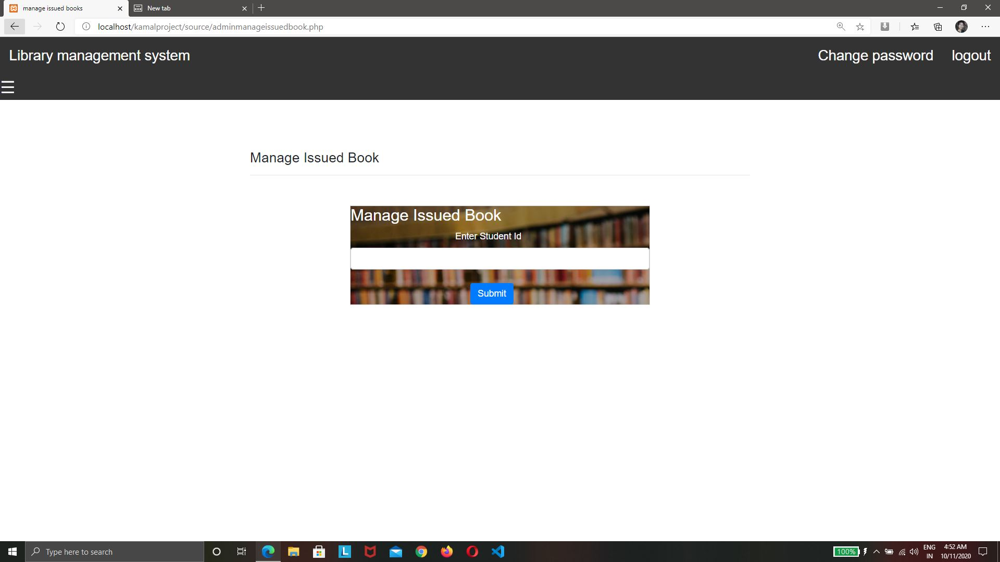 manage issued books
New tab
localhost/kamalproject/source/adminmanageissuedbook.php
Library management system
Change password
logout
Manage Issued Book
Manage Issued Book
Enter Student Id
Submit
Type here to search
100%
ENG
IN
4:52 AM
10/11/2020